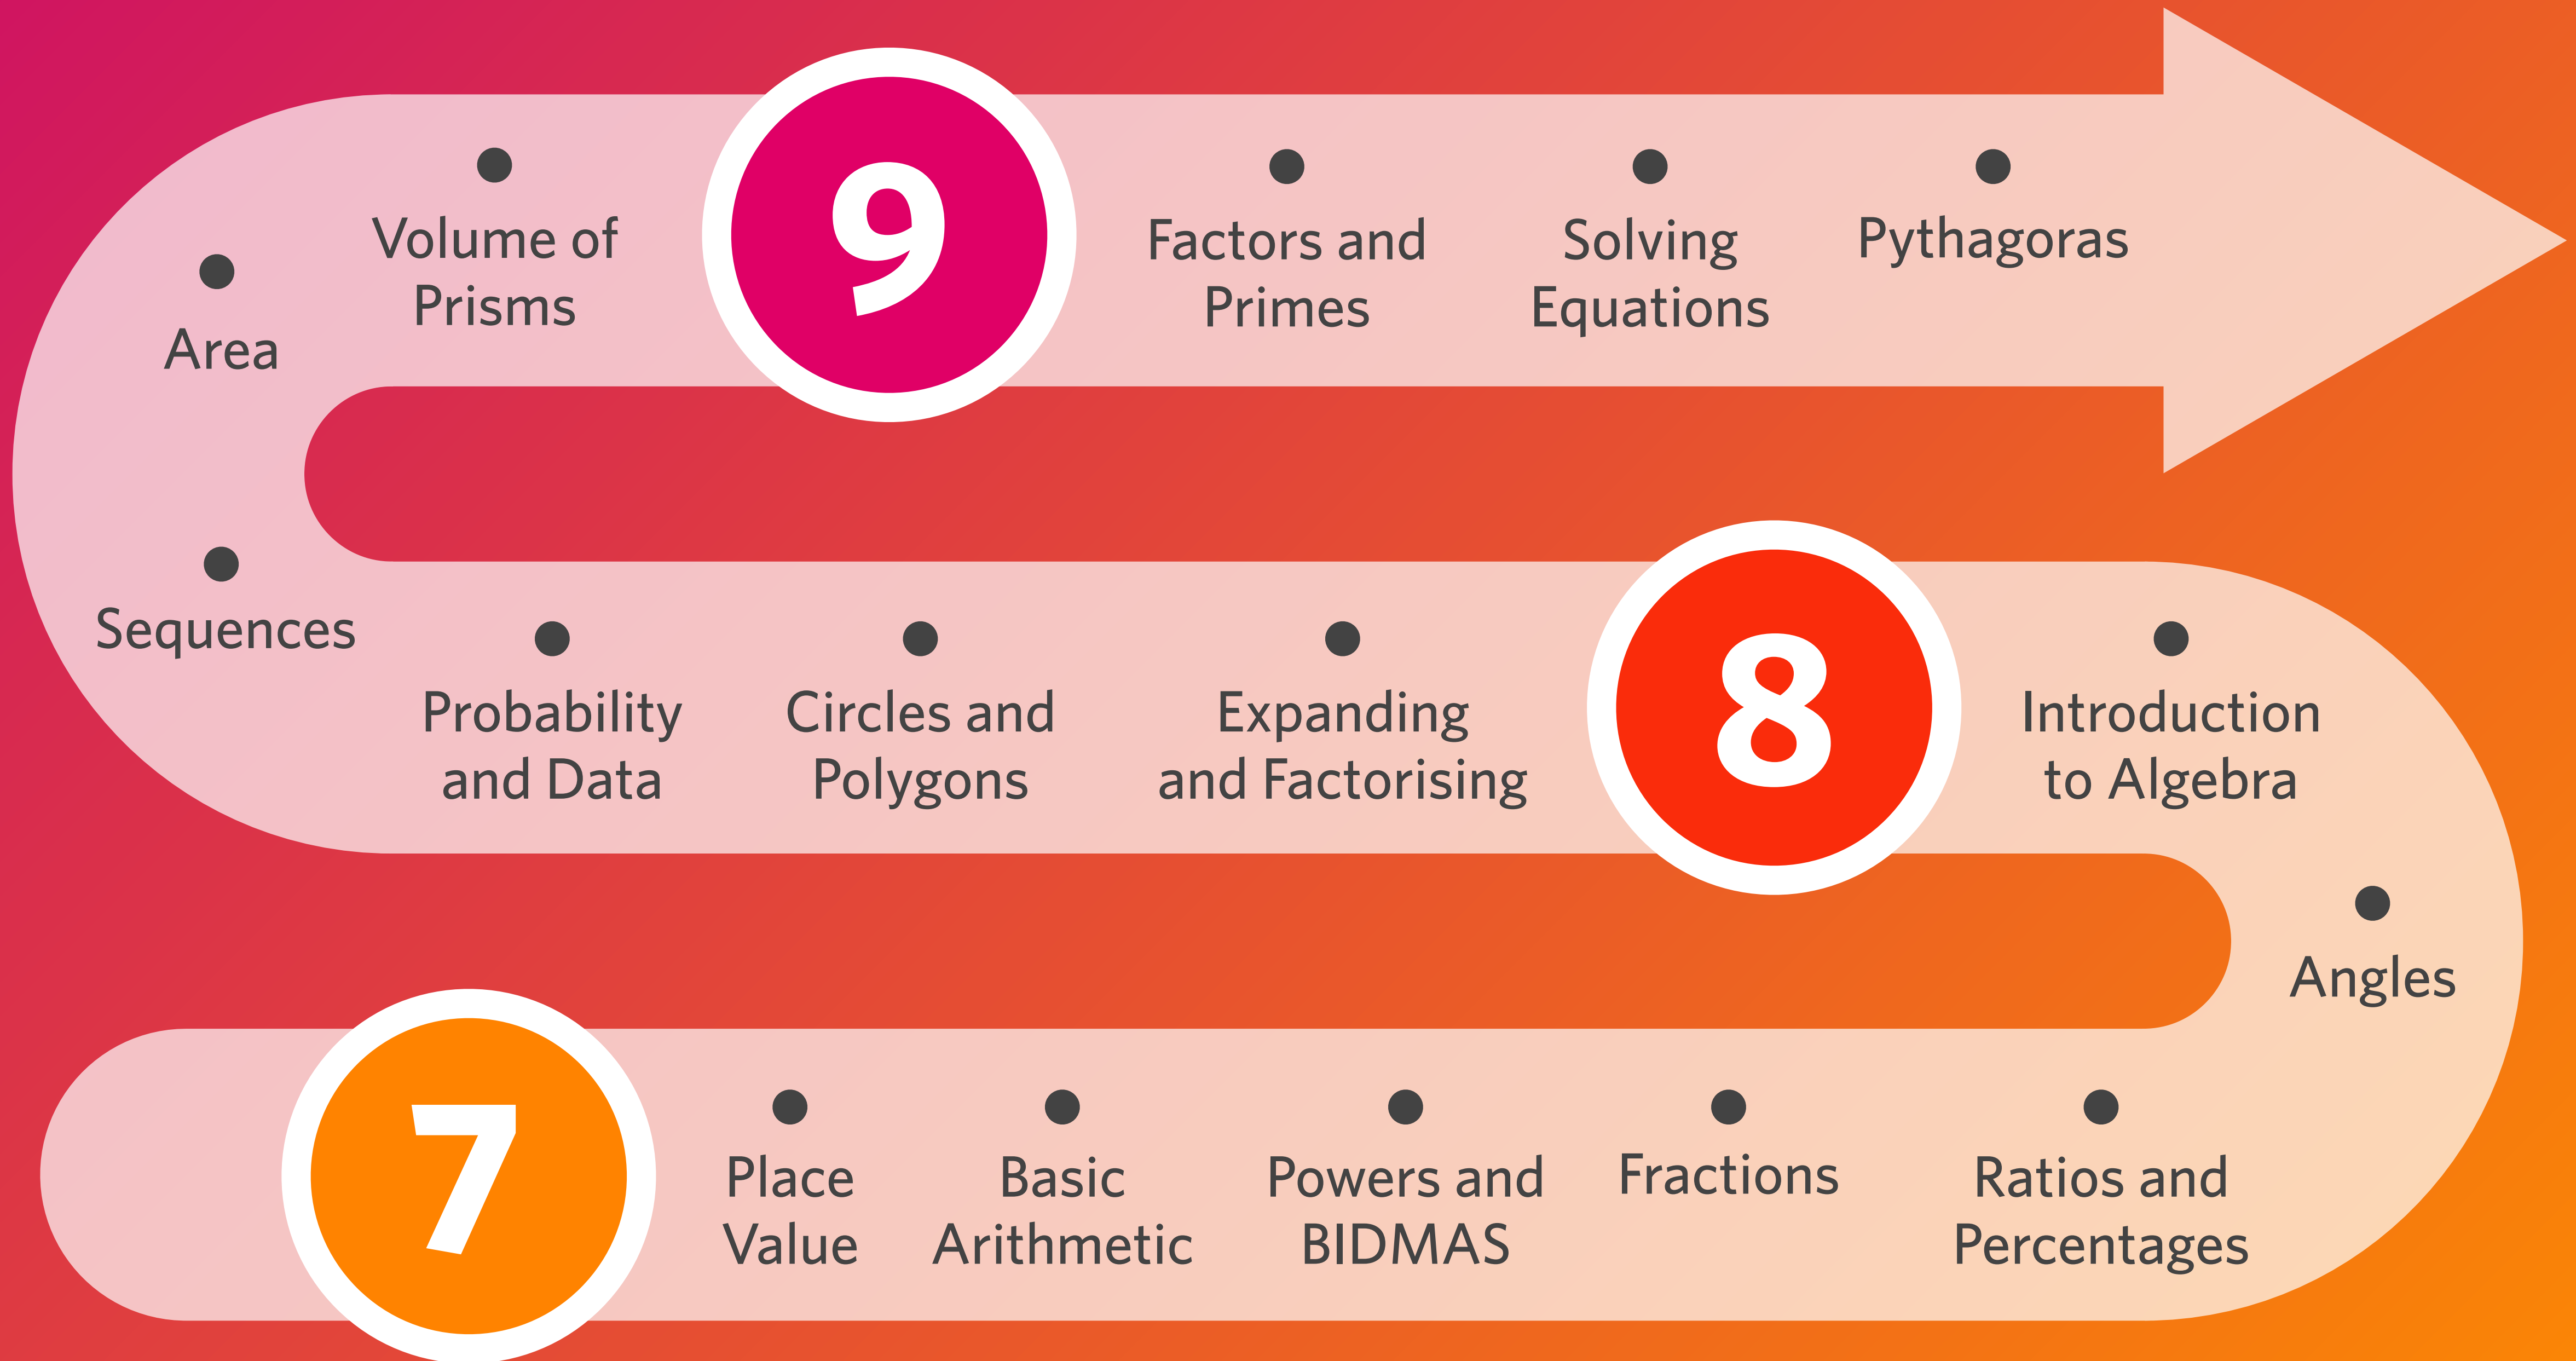 Volume of
Prisms
9
Factors and
Primes
Solving
Equations
Pythagoras
Area
Sequences
Probability
and Data
Circles and
Polygons
Expanding
and Factorising
8
Introduction
to Algebra
Angles
7
Place
Value
Basic
Arithmetic
Powers and
BIDMAS
Fractions
Ratios and
Percentages